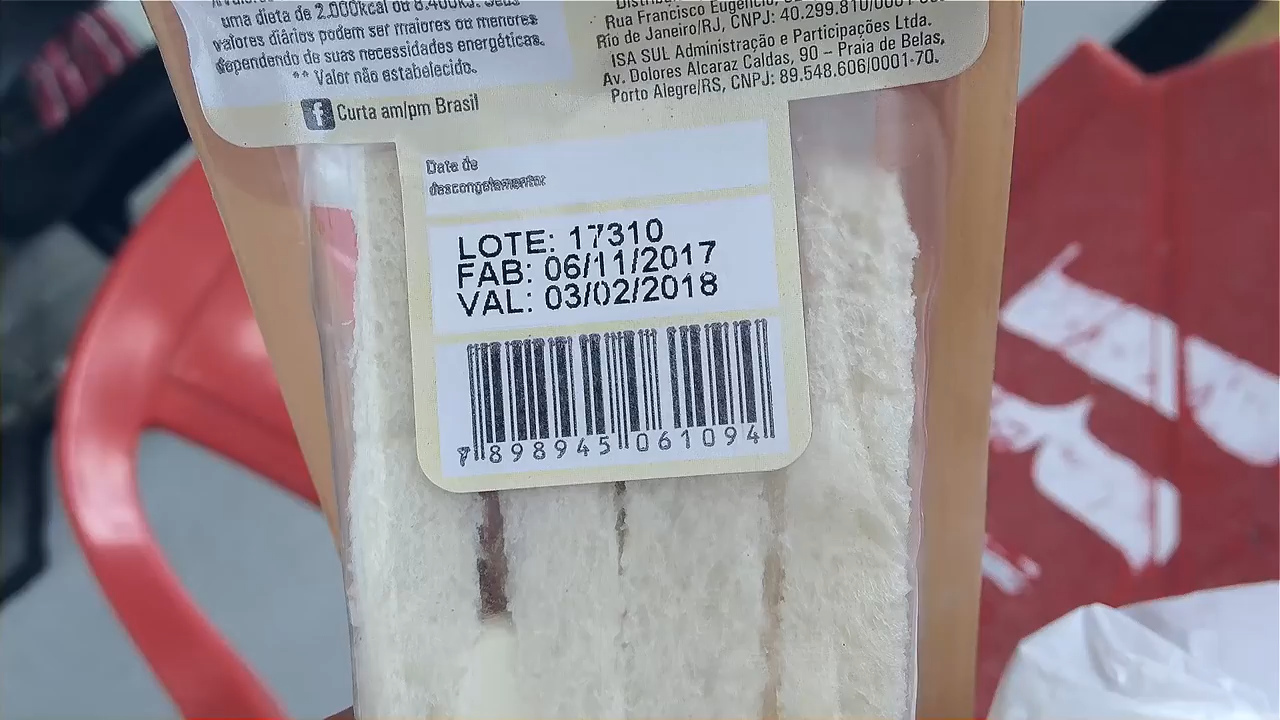 uma dieta de 2.000kcal ou 8.400kJ. Seus
valores diários podem ser maiores ou menores
dependendo de suas necessidades energéticas.
** Valor não estabelecido.
Curta am/pm Brasil
Rua Francisco Eugênio,
Rio de Janeiro/RJ, CNPJ: 40.299.810/0001
ISA SUL Administração e Participações Ltda.
Av. Dolores Alcaraz Caldas, 90 – Praia de Belas,
Porto Alegre/RS, CNPJ: 89.548.606/0001-70.
Data de
descongelamento:
LOTE: 17310
FAB: 06/11/2017
VAL: 03/02/2018
7 898945 061094